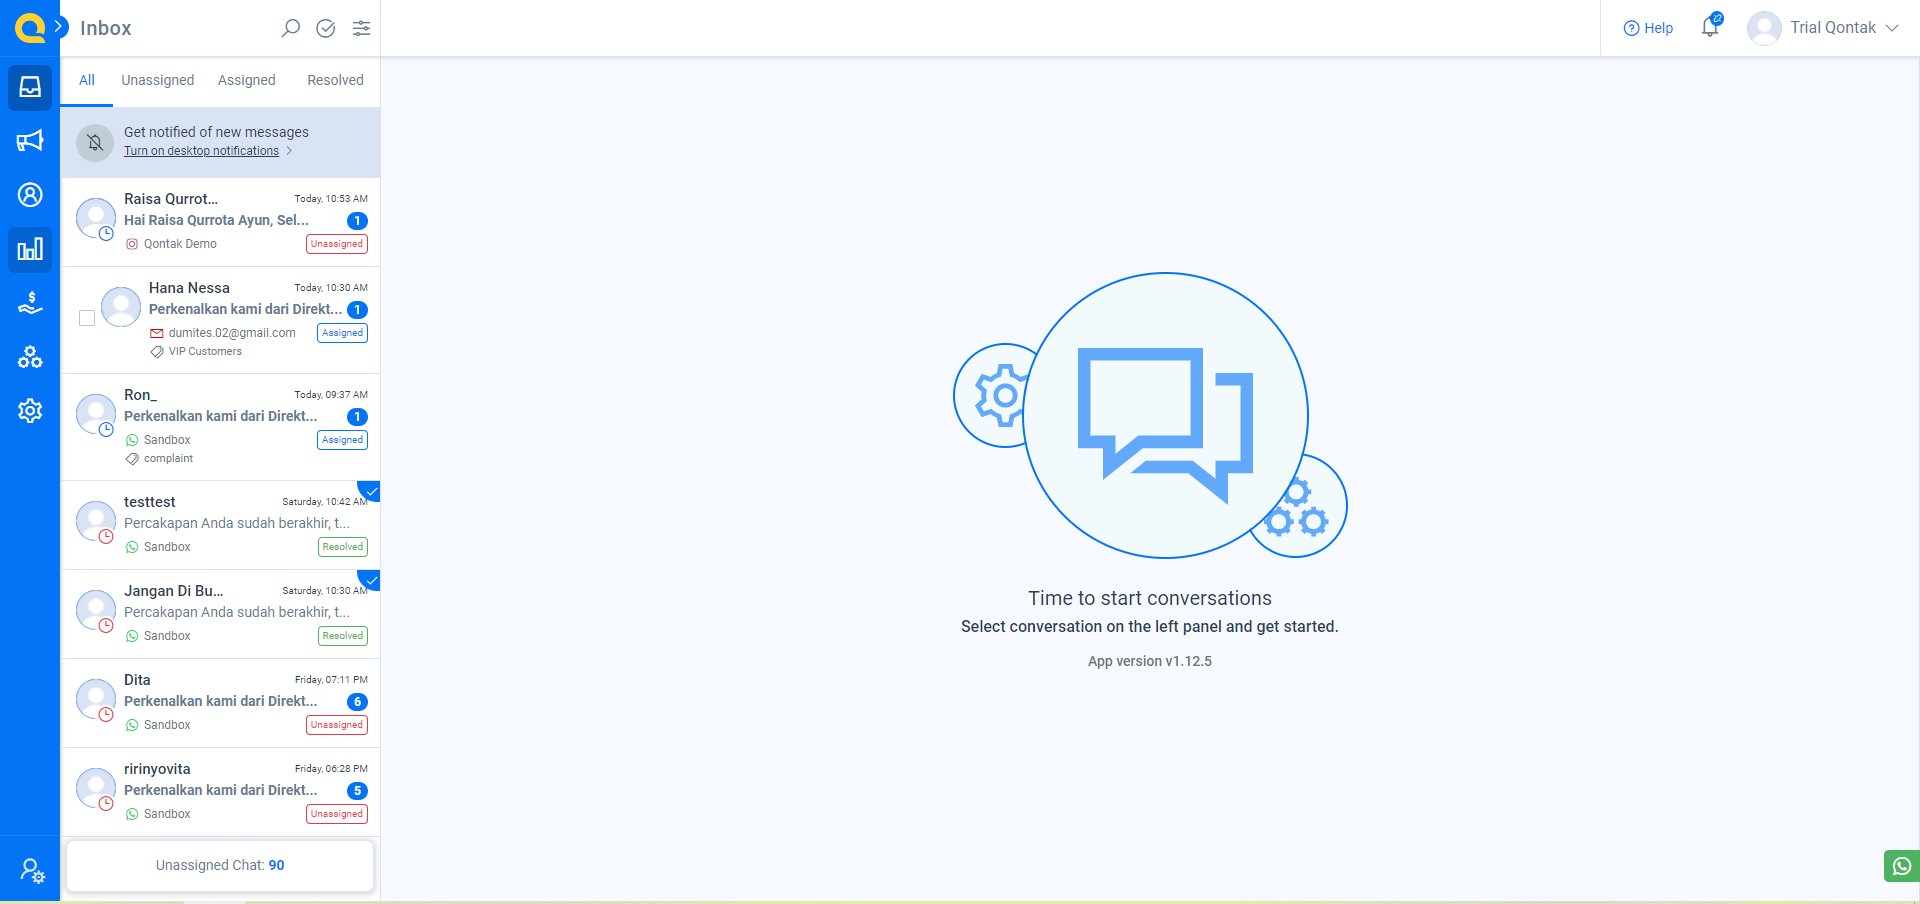 Inbox
Help
Trial Qontak
All
Unassigned
Assigned
Resolved
Get notified of new messages
Turn on desktop notifications
Raisa Qurrot...
Today, 10:53 AM
Hai Raisa Qurrota Ayun, Sel...
1
Qontak Demo
Unassigned
Hana Nessa
Today, 10:30 AM
Perkenalkan kami dari Direkt...
1
dumites.02@gmail.com
Assigned
VIP Customers
Ron_
Today, 09:37 AM
Perkenalkan kami dari Direkt...
1
Sandbox
Assigned
complaint
testtest
Saturday, 10:42 AM
Percakapan Anda sudah berakhir, t...
Sandbox
Resolved
Jangan Di Bu...
Saturday, 10:30 AM
Percakapan Anda sudah berakhir, t...
Sandbox
Resolved
Dita
Friday, 07:11 PM
Perkenalkan kami dari Direkt...
6
Sandbox
Unassigned
ririnyovita
Friday, 06:28 PM
Perkenalkan kami dari Direkt...
5
Sandbox
Unassigned
Unassigned Chat: 90
Time to start conversations
Select conversation on the left panel and get started.
App version v1.12.5